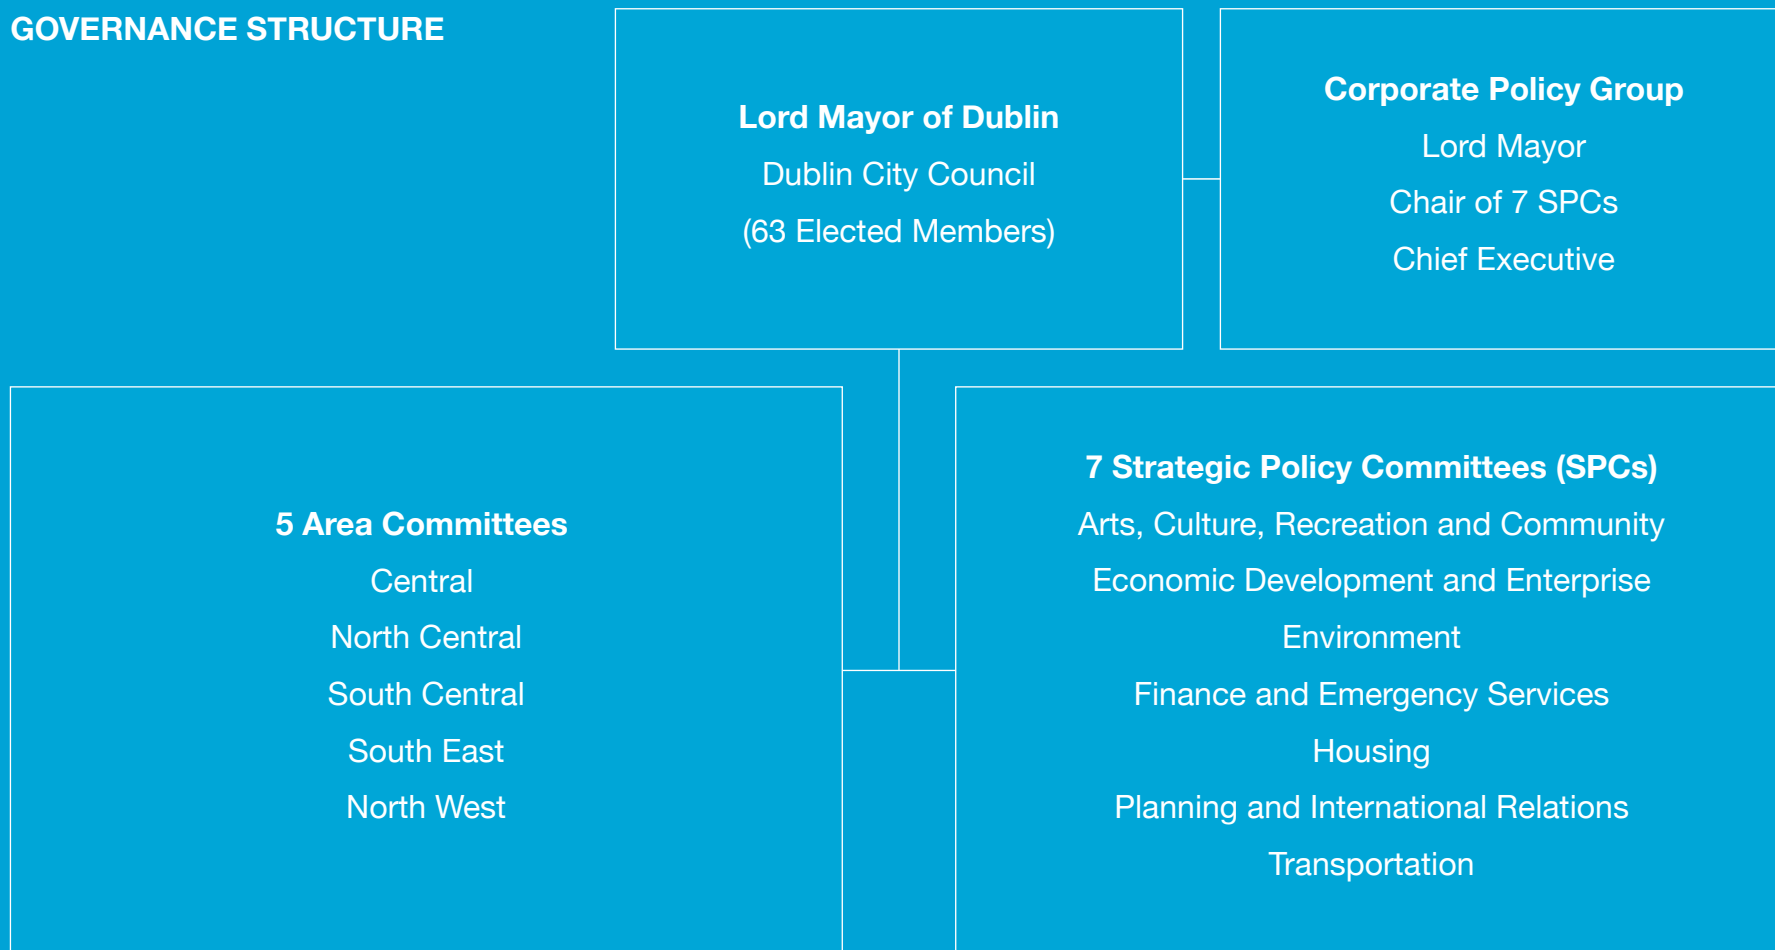 GOVERNANCE STRUCTURE
Lord Mayor of Dublin
Dublin City Council
(63 Elected Members)
Corporate Policy Group
Lord Mayor
Chair of 7 SPCs
Chief Executive
5 Area Committees
Central
North Central
South Central
South East
North West
7 Strategic Policy Committees (SPCs)
Arts, Culture, Recreation and Community
Economic Development and Enterprise
Environment
Finance and Emergency Services
Housing
Planning and International Relations
Transportation